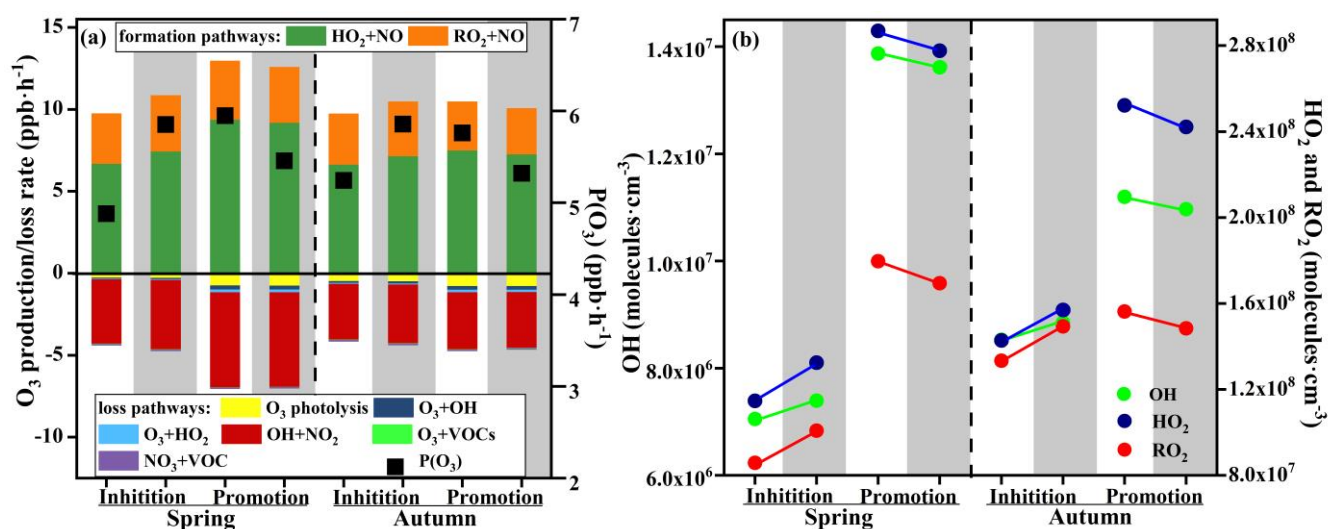 (a) formation pathways: HO₂+NO RO₂+NO
15
10
5
0
-5
-10
O₃ production/loss rate (ppb·h⁻¹)
7
6
5
4
3
2
P(O₃) (ppb·h⁻¹)
loss pathways: O₃ photolysis O₃+OH
O₃+HO₂ OH+NO₂ O₃+VOCs
NO₃+VOC P(O₃)
Inhitition Promotion Inhitition Promotion
Spring Autumn
(b)
1.4x10⁷
1.2x10⁷
1.0x10⁷
8.0x10⁶
6.0x10⁶
OH (molecules·cm⁻³)
2.8x10⁸
2.4x10⁸
2.0x10⁸
1.6x10⁸
1.2x10⁸
8.0x10⁷
HO₂ and RO₂ (molecules·cm⁻³)
OH
HO₂
RO₂
Inhitition Promotion Inhitition Promotion
Spring Autumn